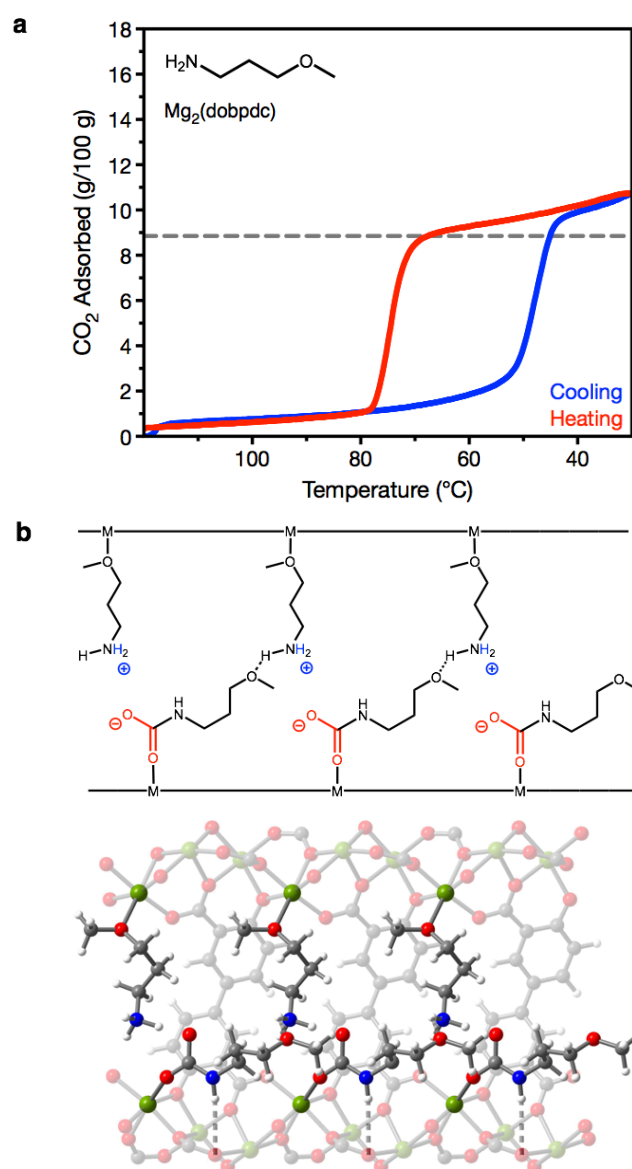 a
18
16
14
12
10
8
6
4
2
0
CO₂ Adsorbed (g/100 g)
H₂N
O
Mg₂(dobpdc)
Cooling
Heating
100 80 60 40
Temperature (°C)
b
M M M
O O O
H NH₂ H NH₂ H NH₂
⊕ ⊕ ⊕
O O O
⊖ O H N ⊖ O H N ⊖ O H N
O O O
M M M